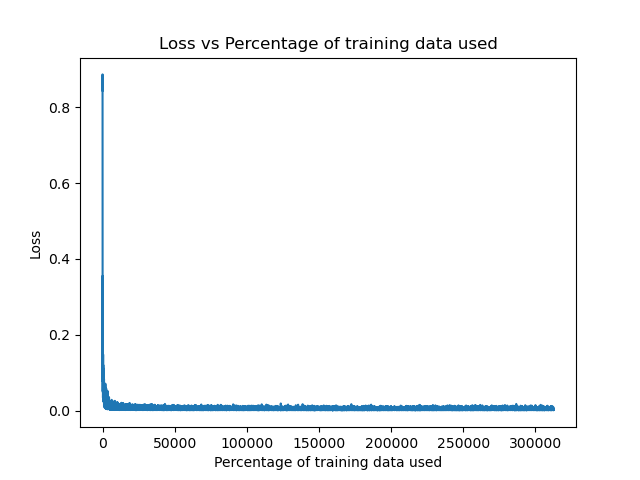 Loss vs Percentage of training data used
0.8
0.6
0.4
0.2
0.0
Loss
0 50000 100000 150000 200000 250000 300000
Percentage of training data used